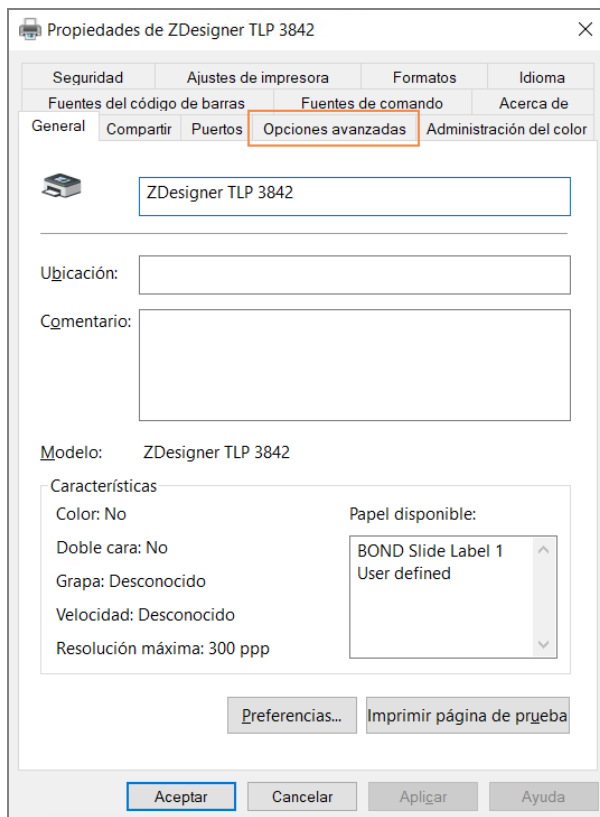 Propiedades de ZDesigner TLP 3842
Seguridad Ajustes de impresora Formatos Idioma
Fuentes del código de barras Fuentes de comando Acerca de
General Compartir Puertos Opciones avanzadas Administración del color
ZDesigner TLP 3842
Ubicación:
Comentario:
Modelo: ZDesigner TLP 3842
Características
Color: No
Papel disponible:
Doble cara: No
BOND Slide Label 1
User defined
Grapa: Desconocido
Velocidad: Desconocido
Resolución máxima: 300 ppp
Preferencias... Imprimir página de prueba
Aceptar Cancelar Aplicar Ayuda